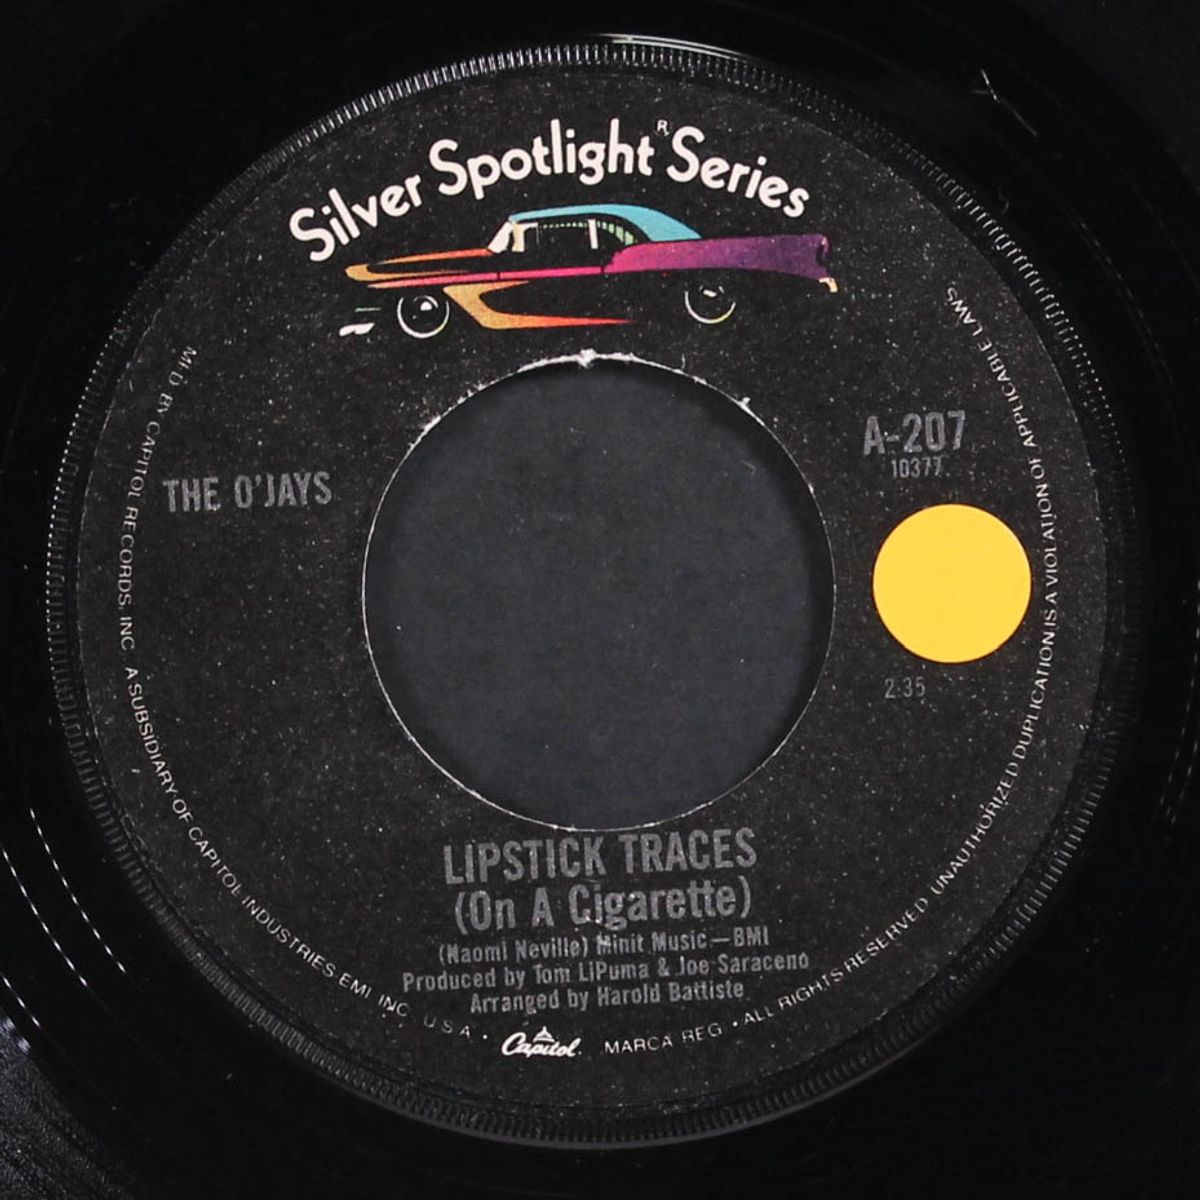 Silver Spotlight® Series
THE O'JAYS
A-207
10377
2:35
LIPSTICK TRACES
(On A Cigarette)
(Naomi Neville) Minit Music—BMI
Produced by Tom LiPuma & Joe Saraceno
Arranged by Harold Battiste
MFD BY CAPITOL RECORDS, INC. A SUBSIDIARY OF CAPITOL INDUSTRIES-EMI, INC. U.S.A. • Capitol. MARCA REG. • ALL RIGHTS RESERVED UNAUTHORIZED DUPLICATION IS A VIOLATION OF APPLICABLE LAWS